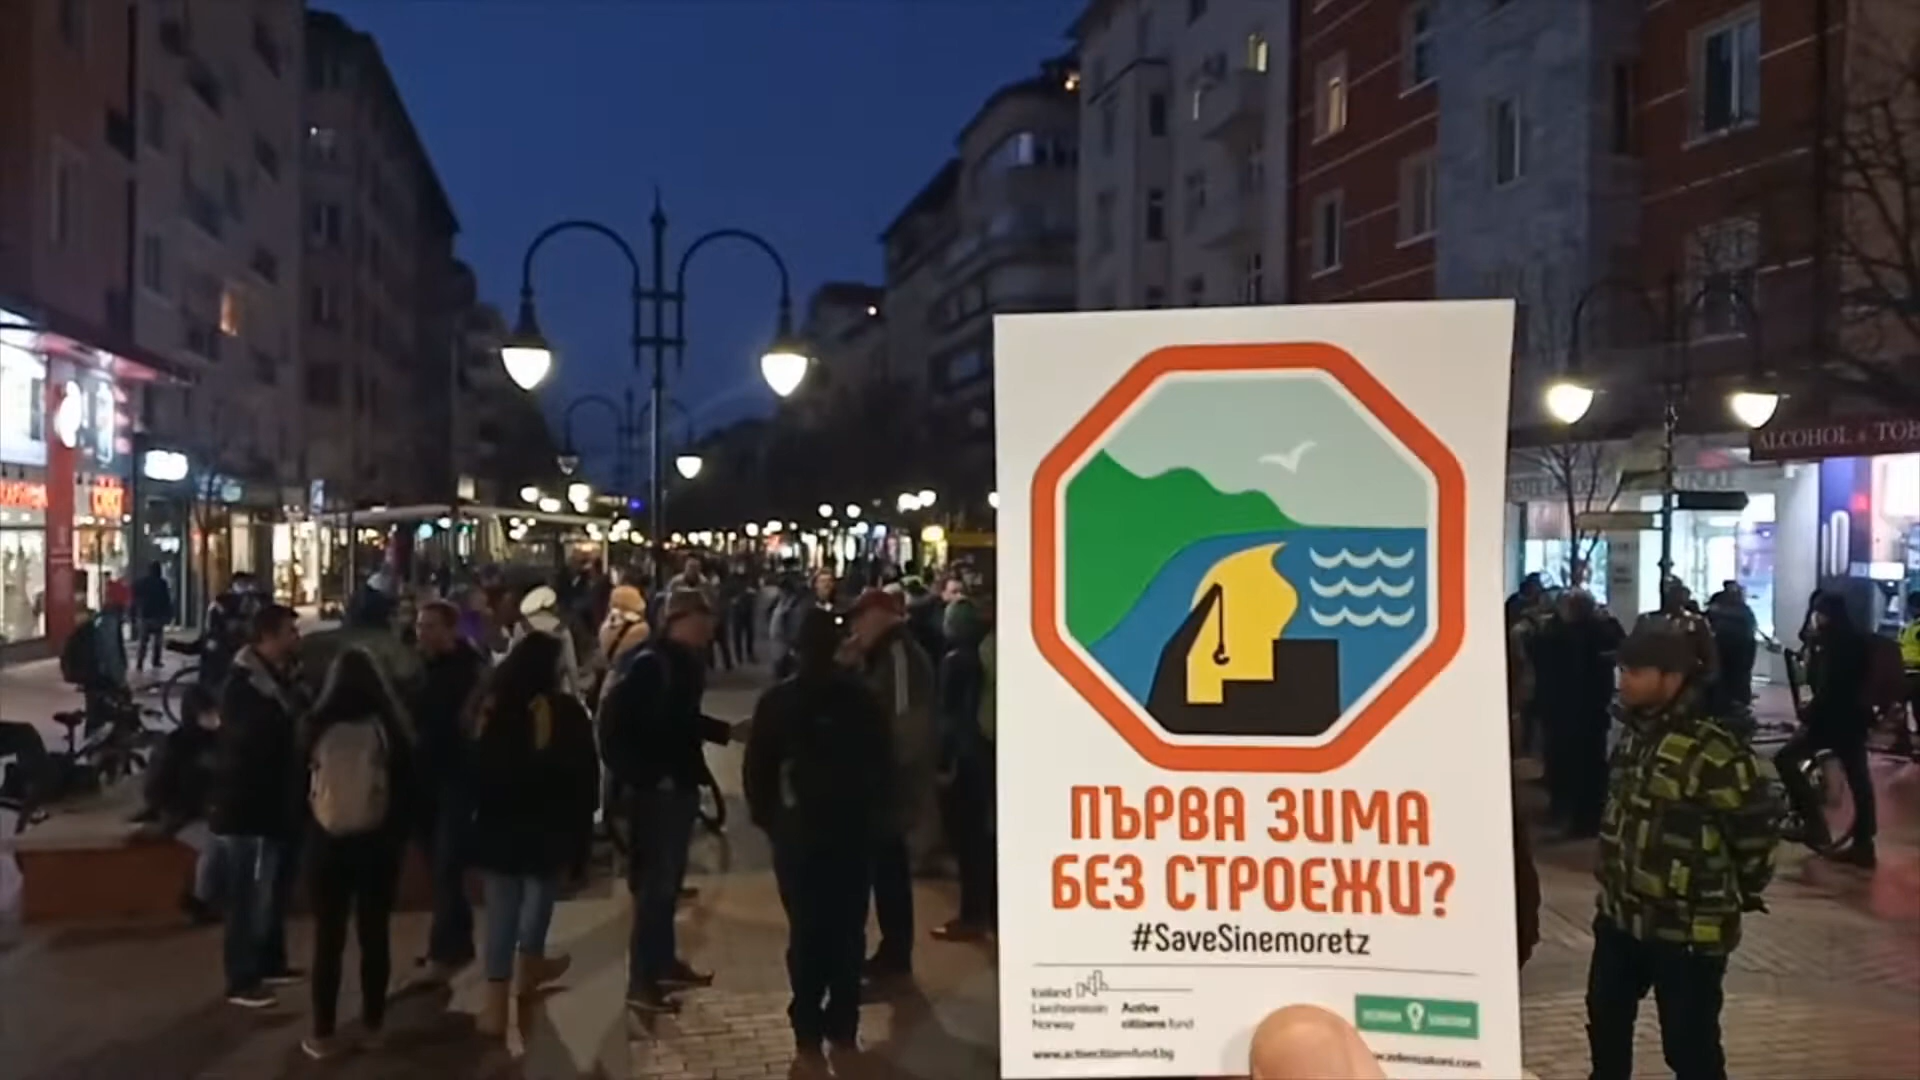 ALCOHOL & TOB
ПЪРВА ЗИМА
БЕЗ СТРОЕЖИ?
#SaveSinemoretz
Iceland
Liechtenstein
Norway
Active
citizens fund
www.activecitizensfund.bg